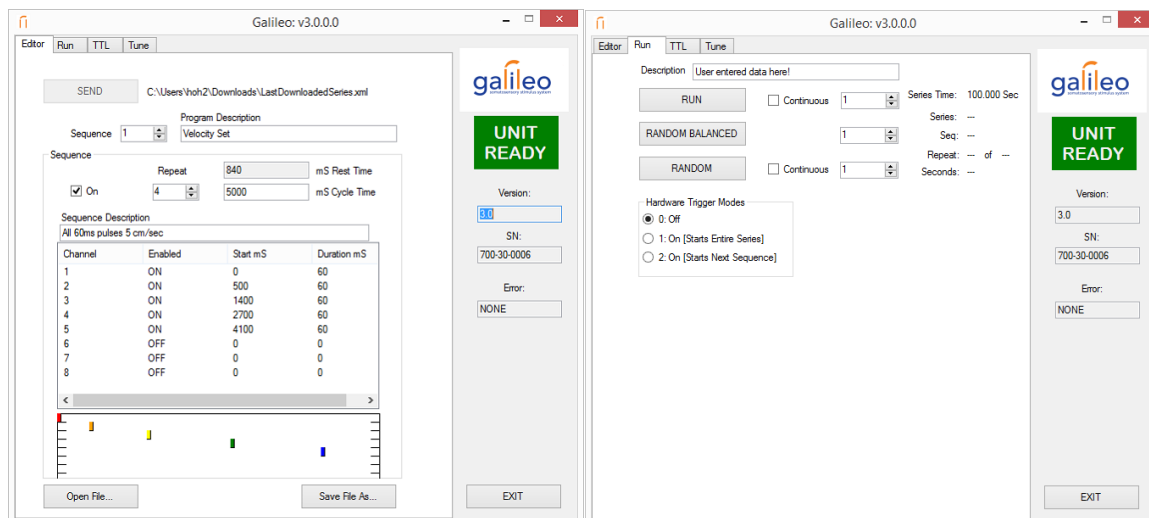 Galileo: v3.0.0.0
Editor Run TTL Tune
SEND C:\Users\hoh2\Downloads\LastDownloadedSeries.xml
Program Description
Sequence 1 Velocity Set
Sequence
Repeat 840 mS Rest Time
On 4 5000 mS Cycle Time
Sequence Description
All 60ms pulses 5 cm/sec
Channel Enabled Start mS Duration mS
1 ON 0 60
2 ON 500 60
3 ON 1400 60
4 ON 2700 60
5 ON 4100 60
6 OFF 0 0
7 OFF 0 0
8 OFF 0 0
Open File... Save File As...
galileo
somatosensory stimulus system
UNIT
READY
Version:
3.0
SN:
700-30-0006
Error:
NONE
EXIT
Galileo: v3.0.0.0
Editor Run TTL Tune
Description User entered data here!
RUN Continuous 1 Series Time: 100.000 Sec
Series: ---
RANDOM BALANCED 1 Seq: ---
Repeat: --- of ---
RANDOM Continuous 1 Seconds: ---
Hardware Trigger Modes
0: Off
1: On [Starts Entire Series]
2: On [Starts Next Sequence]
galileo
somatosensory stimulus system
UNIT
READY
Version:
3.0
SN:
700-30-0006
Error:
NONE
EXIT